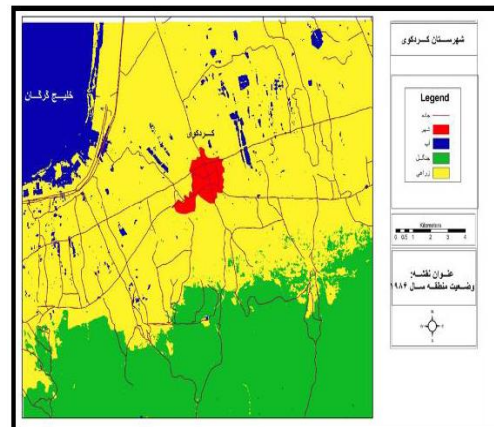 شهرستان کردکوی
Legend
جاده
شهر
آب
جنگل
زراعی
Kilometers
0 0.5 1 2 3 4
عنوان نقشه:
وضعیت منطقه سال ۱۹۸۶
خلیج گرگان
کردکوی